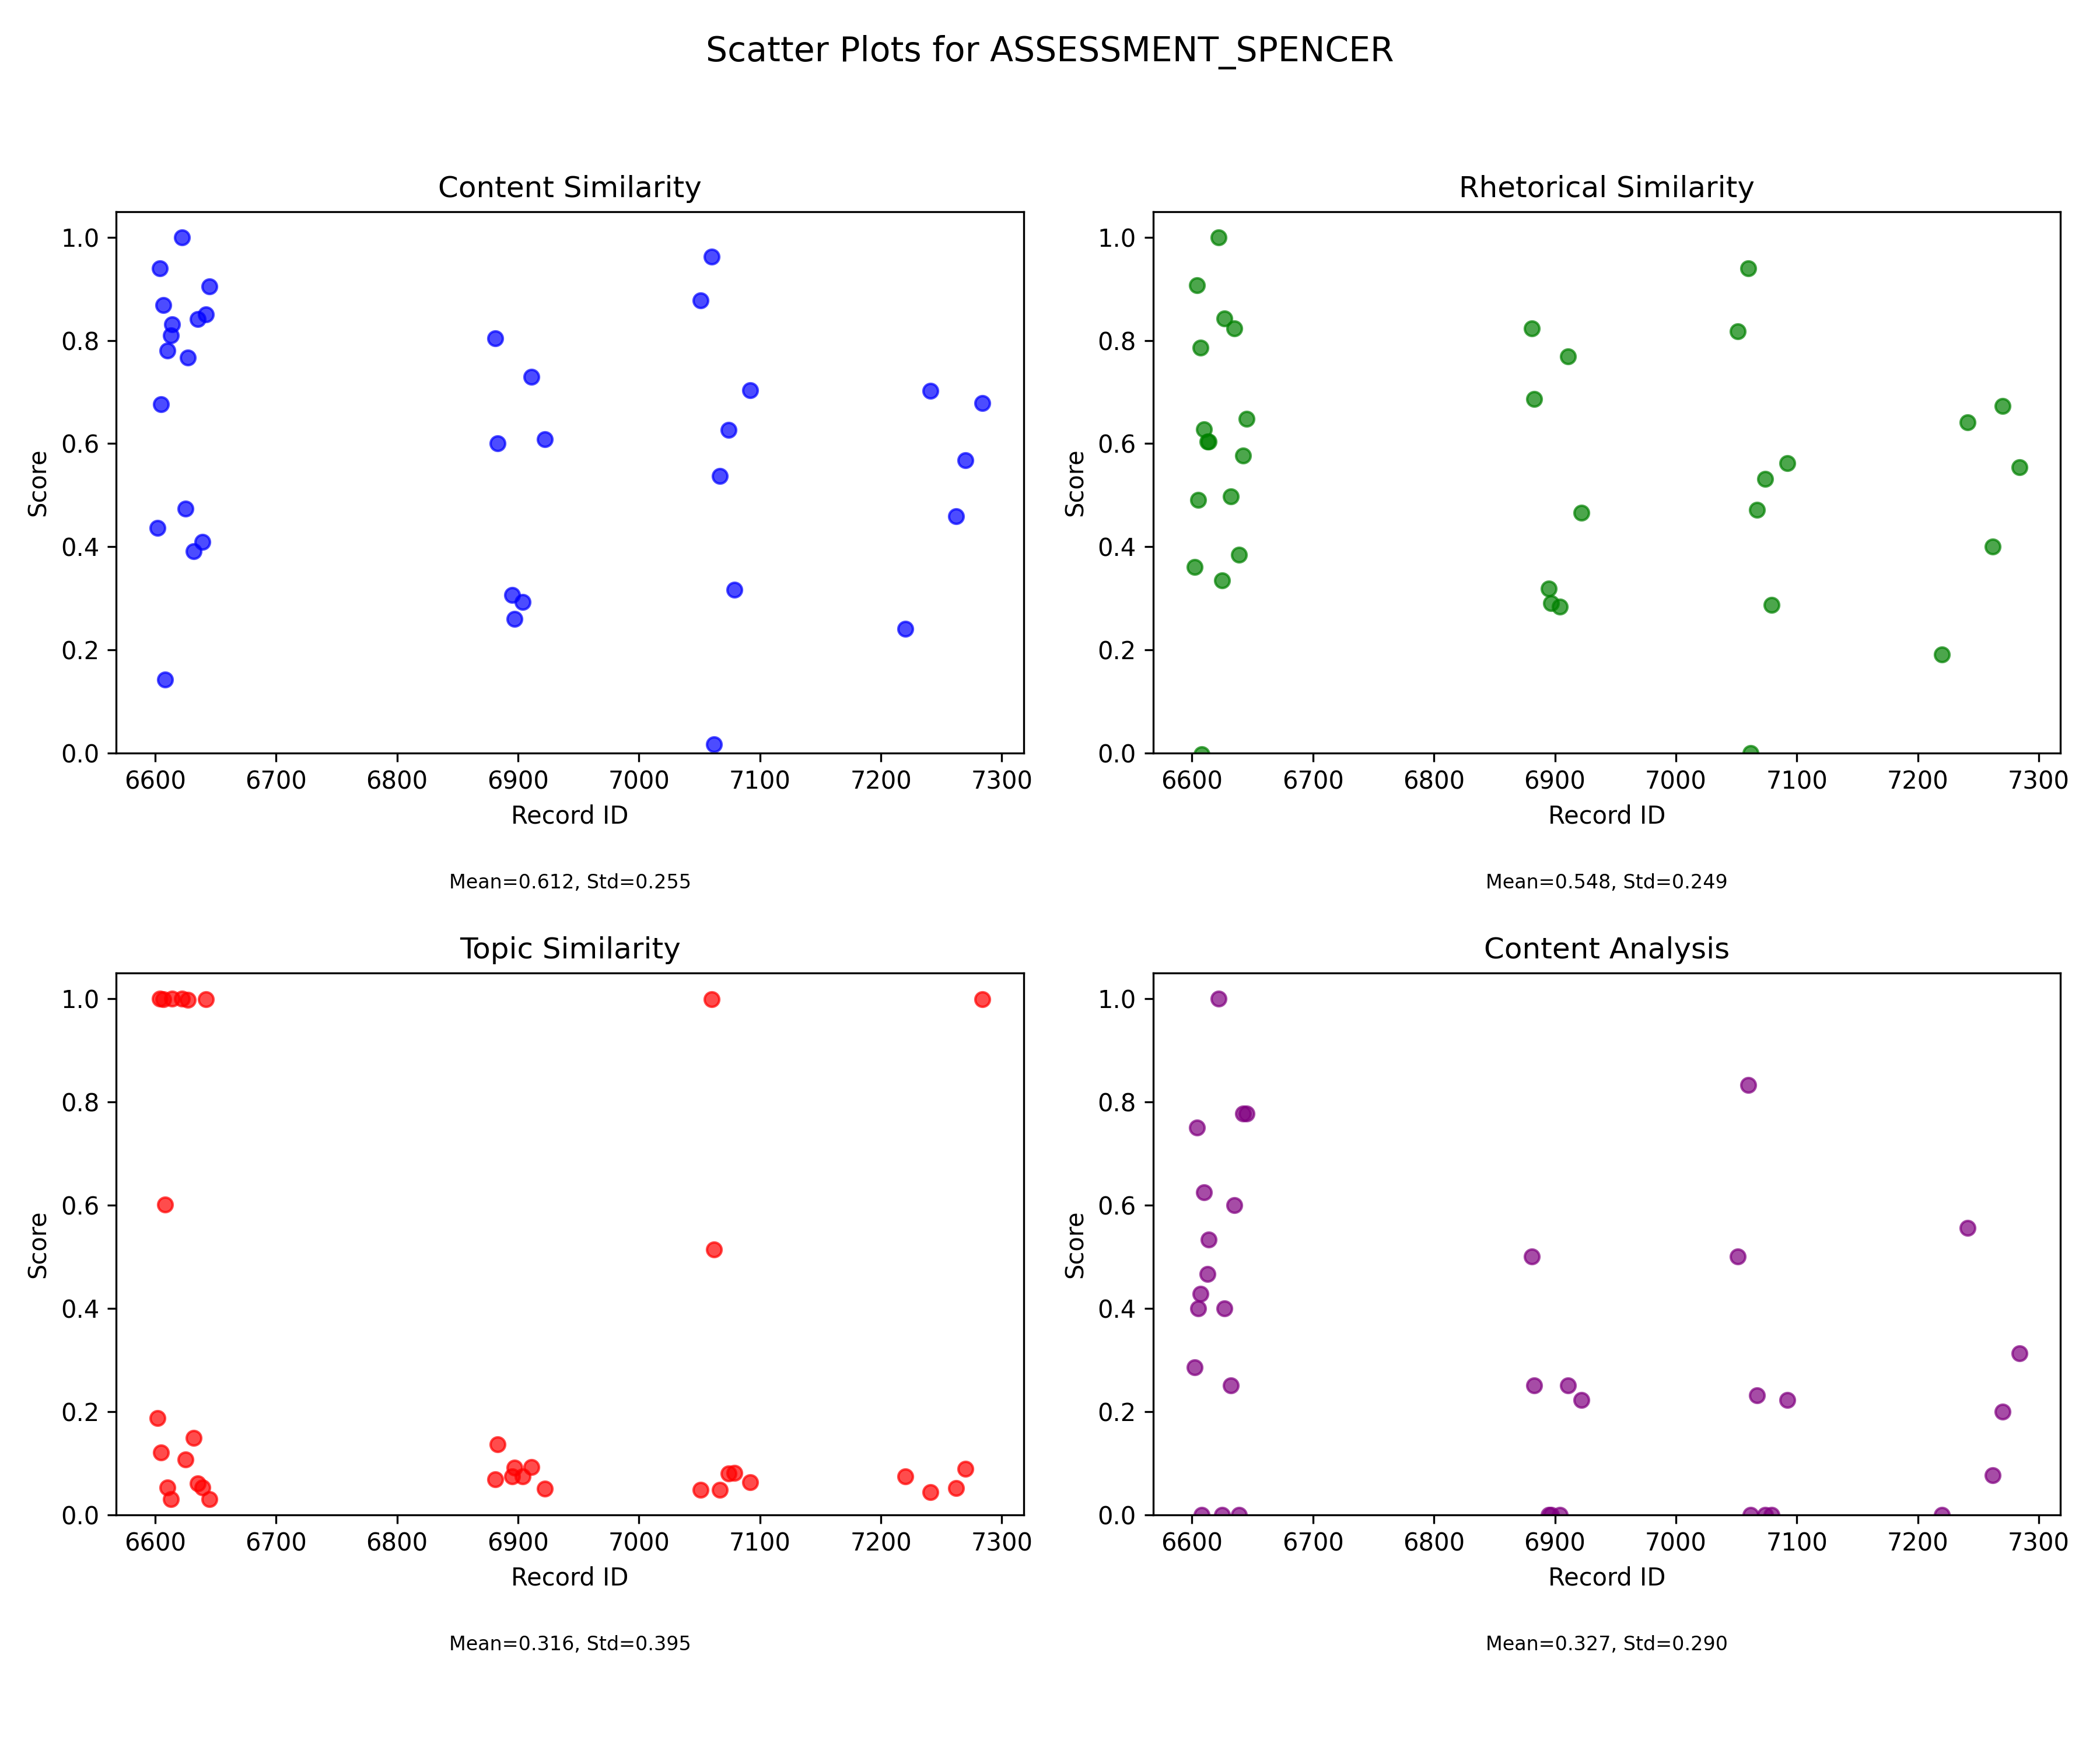 Scatter Plots for ASSESSMENT_SPENCER
Content Similarity
1.0
0.8
0.6
0.4
0.2
0.0
Score
6600 6700 6800 6900 7000 7100 7200 7300
Record ID
Mean=0.612, Std=0.255
Rhetorical Similarity
1.0
0.8
0.6
0.4
0.2
0.0
Score
6600 6700 6800 6900 7000 7100 7200 7300
Record ID
Mean=0.548, Std=0.249
Topic Similarity
1.0
0.8
0.6
0.4
0.2
0.0
Score
6600 6700 6800 6900 7000 7100 7200 7300
Record ID
Mean=0.316, Std=0.395
Content Analysis
1.0
0.8
0.6
0.4
0.2
0.0
Score
6600 6700 6800 6900 7000 7100 7200 7300
Record ID
Mean=0.327, Std=0.290